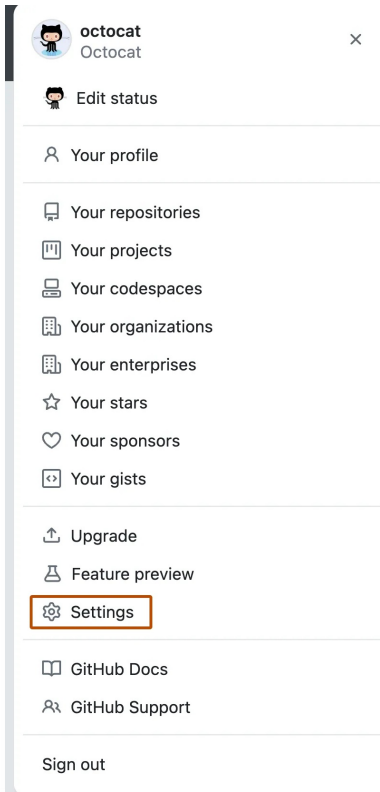 octocat
Octocat
Edit status
Your profile
Your repositories
Your projects
Your codespaces
Your organizations
Your enterprises
Your stars
Your sponsors
Your gists
Upgrade
Feature preview
Settings
GitHub Docs
GitHub Support
Sign out